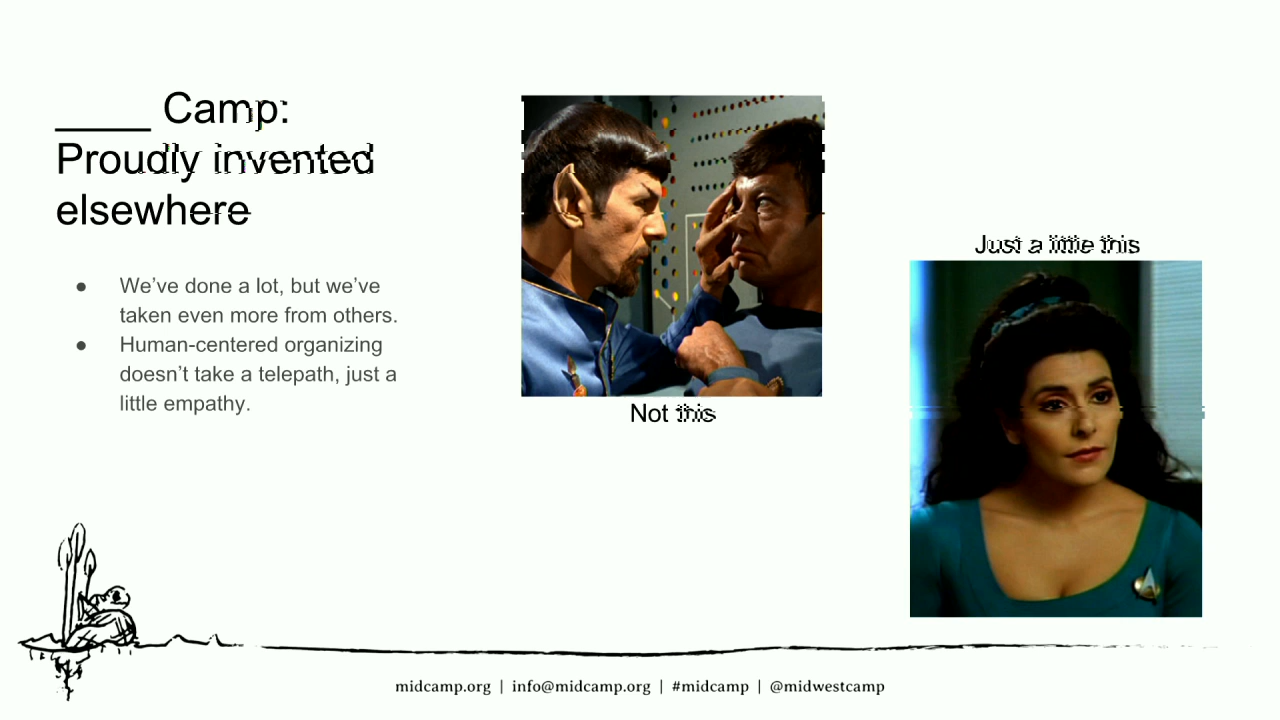 ____ Camp:
Proudly invented
elsewhere
● We’ve done a lot, but we’ve
taken even more from others.
● Human-centered organizing
doesn’t take a telepath, just a
little empathy.
Not this
Just a little this
midcamp.org | info@midcamp.org | #midcamp | @midwestcamp